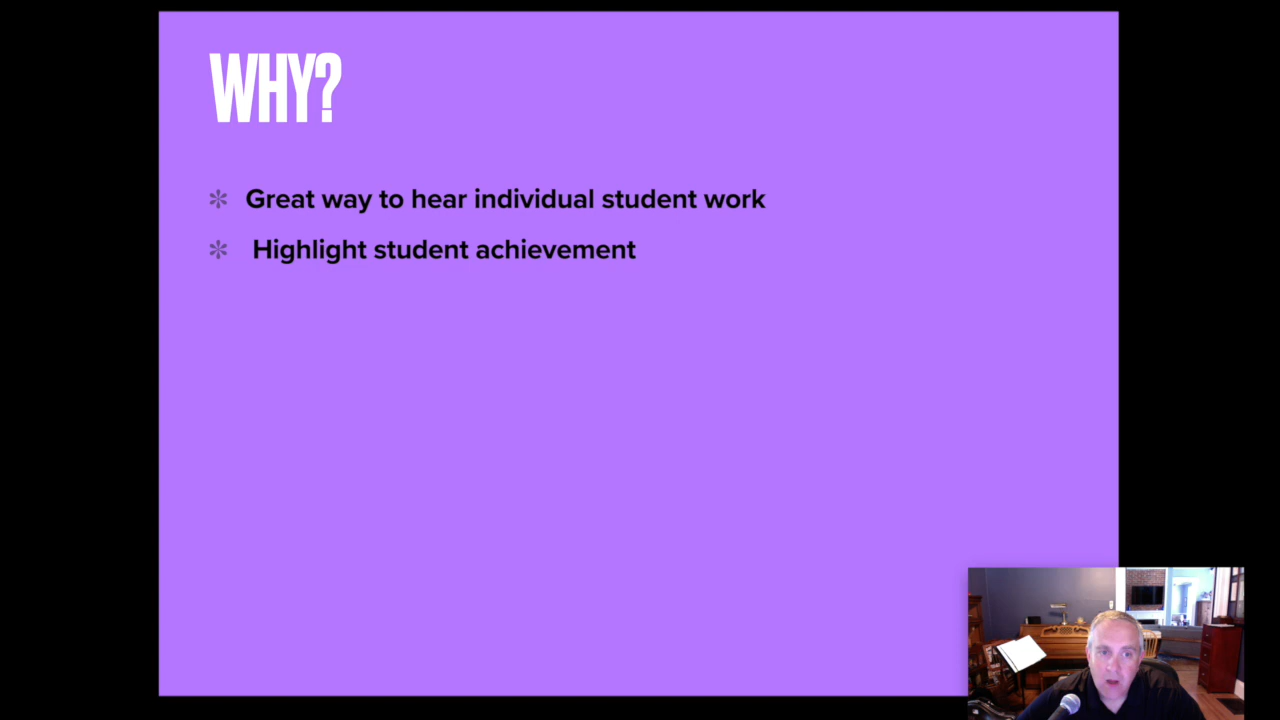 WHY?
✼ Great way to hear individual student work
✼ Highlight student achievement